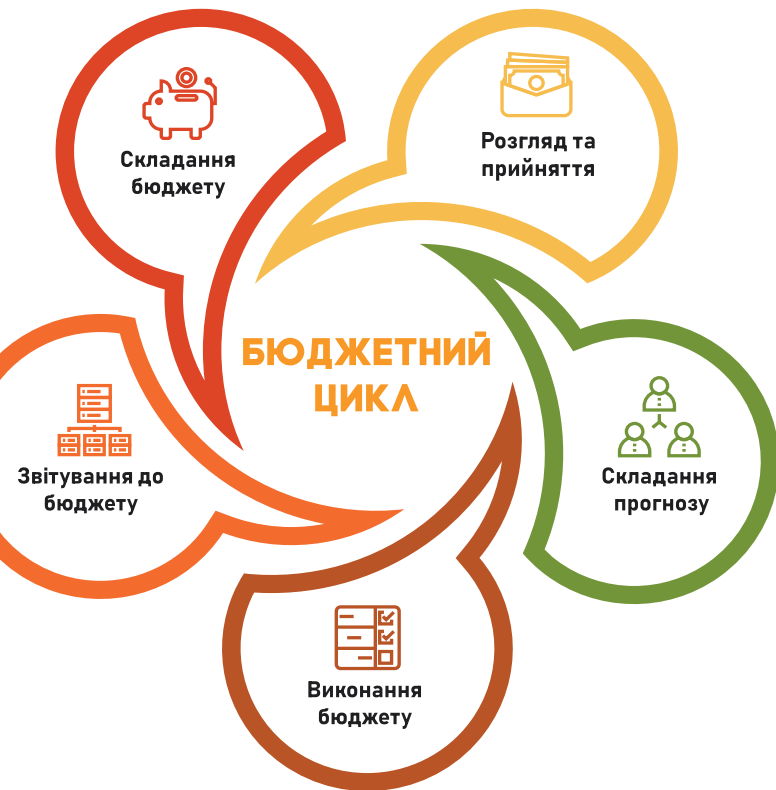 Складання
бюджету
Розгляд та
прийняття
БЮДЖЕТНИЙ
ЦИКЛ
Звітування до
бюджету
Складання
прогнозу
Виконання
бюджету